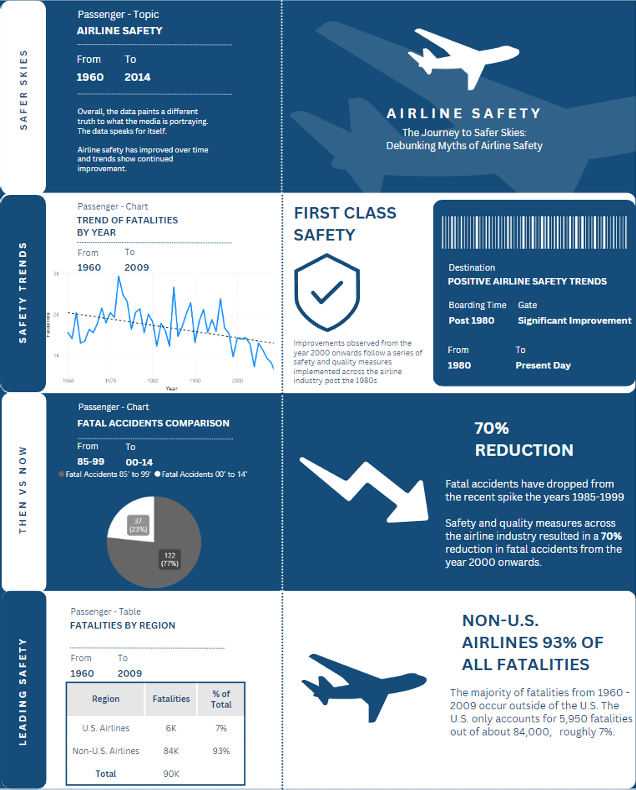 SAFER SKIES
Passenger - Topic
AIRLINE SAFETY
From To
1960 2014
Overall, the data paints a different
truth to what the media is portraying.
The data speaks for itself.
Airline safety has improved over time
and trends show continued
improvement.
AIRLINE SAFETY
The Journey to Safer Skies:
Debunking Myths of Airline Safety
SAFETY TRENDS
Passenger - Chart
TREND OF FATALITIES
BY YEAR
From To
1960 2009
3K
2K
1K
Fatalities
1960 1970 1980 1990 2000
Year
FIRST CLASS
SAFETY
Improvements observed from the
year 2000 onwards follow a series of
safety and quality measures
implemented across the airline
industry post the 1980s
Destination
POSITIVE AIRLINE SAFETY TRENDS
Boarding Time Gate
Post 1980 Significant Improvement
From To
1980 Present Day
THEN VS NOW
Passenger - Chart
FATAL ACCIDENTS COMPARISON
From To
85-99 00-14
Fatal Accidents 85' to 99' Fatal Accidents 00' to 14'
37
(23%)
122
(77%)
70%
REDUCTION
Fatal accidents have dropped from
the recent spike the years 1985-1999
Safety and quality measures across
the airline industry resulted in a 70%
reduction in fatal accidents from the
year 2000 onwards.
LEADING SAFETY
Passenger - Table
FATALITIES BY REGION
From To
1960 2009
Region Fatalities % of
Total
U.S. Airlines 6K 7%
Non-U.S. Airlines 84K 93%
Total 90K
NON-U.S.
AIRLINES 93% OF
ALL FATALITIES
The majority of fatalities from 1960 -
2009 occur outside of the U.S. The
U.S. only accounts for 5,950 fatalities
out of about 84,000, roughly 7%.